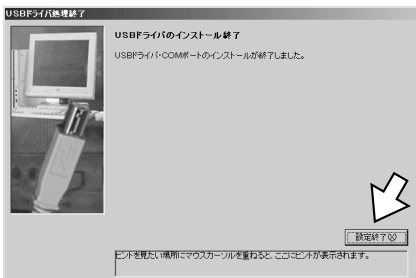 USBドライバ処理終了
USBドライバのインストール終了
USBドライバ・COMポートのインストールが終了しました。
設定終了(X)
ヒントを見たい場所にマウスカーソルを重ねると、ここにヒントが表示されます。